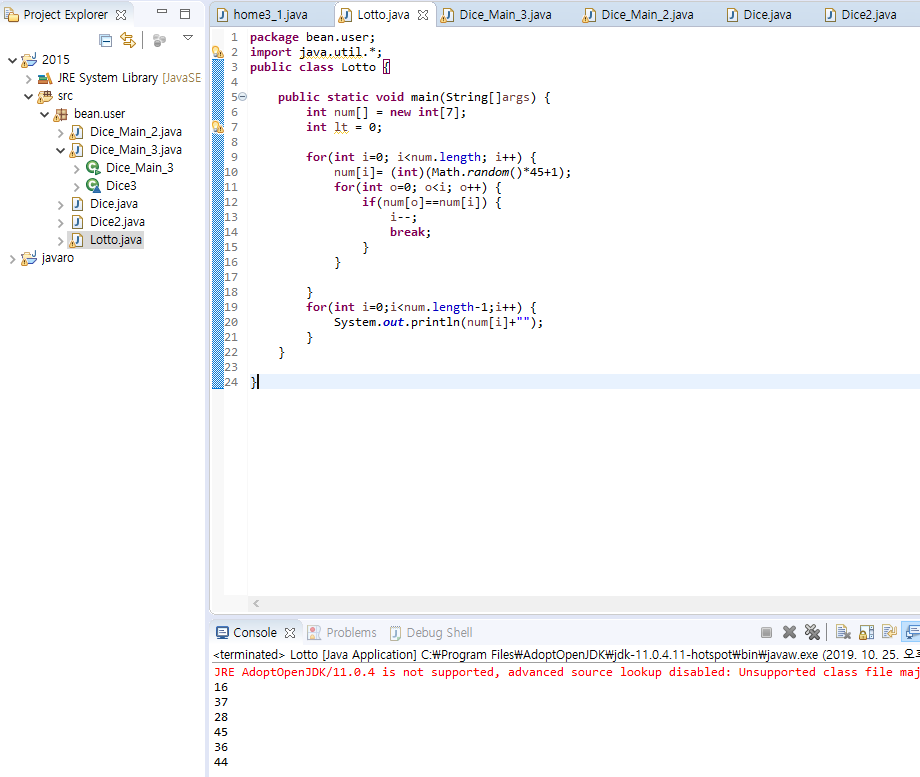 Project Explorer
2015
JRE System Library [JavaSE
src
bean.user
Dice_Main_2.java
Dice_Main_3.java
Dice_Main_3
Dice3
Dice.java
Dice2.java
Lotto.java
javaro
home3_1.java Lotto.java Dice_Main_3.java Dice_Main_2.java Dice.java Dice2.java
1 package bean.user;
2 import java.util.*;
3 public class Lotto {
4
5 public static void main(String[]args) {
6 int num[] = new int[7];
7 int lt = 0;
8
9 for(int i=0; i<num.length; i++) {
10 num[i]= (int)(Math.random()*45+1);
11 for(int o=0; o<i; o++) {
12 if(num[o]==num[i]) {
13 i--;
14 break;
15 }
16 }
17
18 }
19 for(int i=0;i<num.length-1;i++) {
20 System.out.println(num[i]+"");
21 }
22 }
23
24 }
Console Problems Debug Shell
<terminated> Lotto [Java Application] C:₩Program Files₩AdoptOpenJDK₩jdk-11.0.4.11-hotspot₩bin₩javaw.exe (2019. 10. 25. 오
JRE AdoptOpenJDK/11.0.4 is not supported, advanced source lookup disabled: Unsupported class file maj
16
37
28
45
36
44